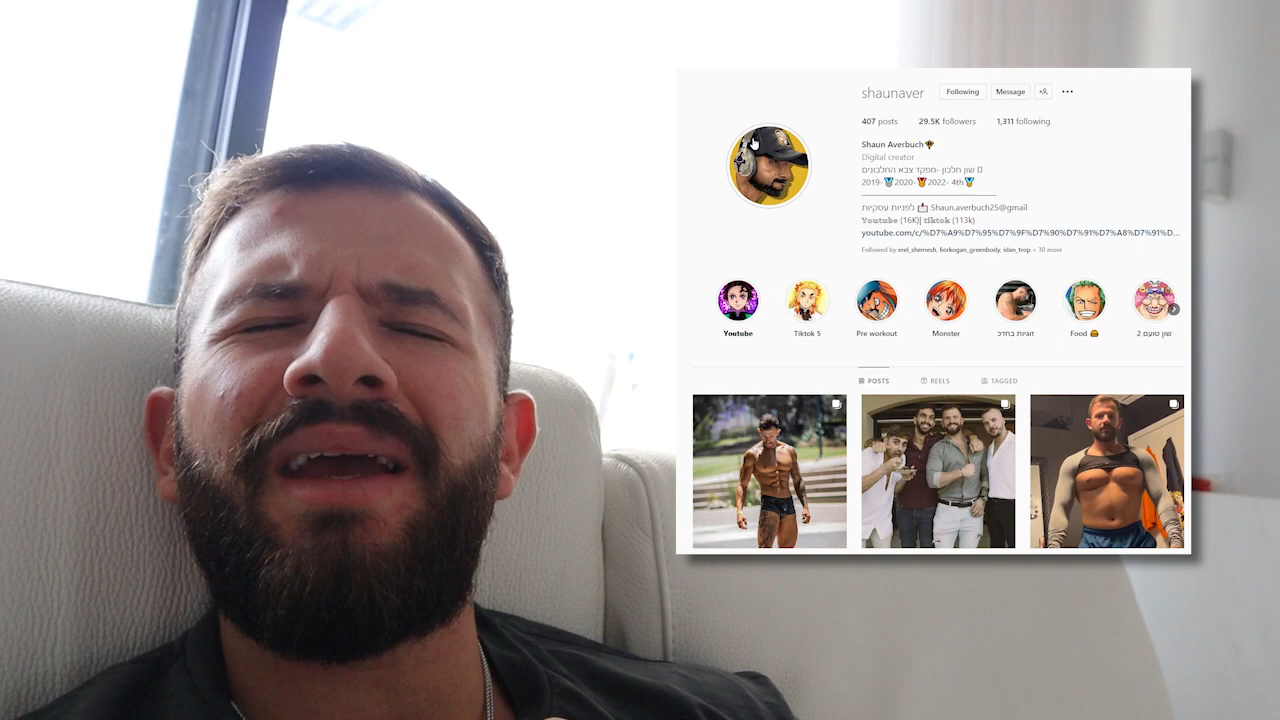 shaunaver Following Message
407 posts 29.5K followers 1,311 following
Shaun Averbuch
Digital creator
שון חלבון -מפקד צבא החלבונים
2019-🥈2020-🥉2022- 4th🏅
לפניות עסקיות 📩 Shaun.averbuch25@gmail
Youtube (16K)| tiktok (113k)
youtube.com/c/%D7%A9%D7%95%D7%9F%D7%90%D7%91%D7%A8%D7%91%D...
Followed by erel_shemesh, liorkogan_greenbody, idan_trop + 30 more
Youtube Tiktok 5 Pre workout Monster זוגיות בחדכ Food 🍔 שון טועם 2
POSTS REELS TAGGED